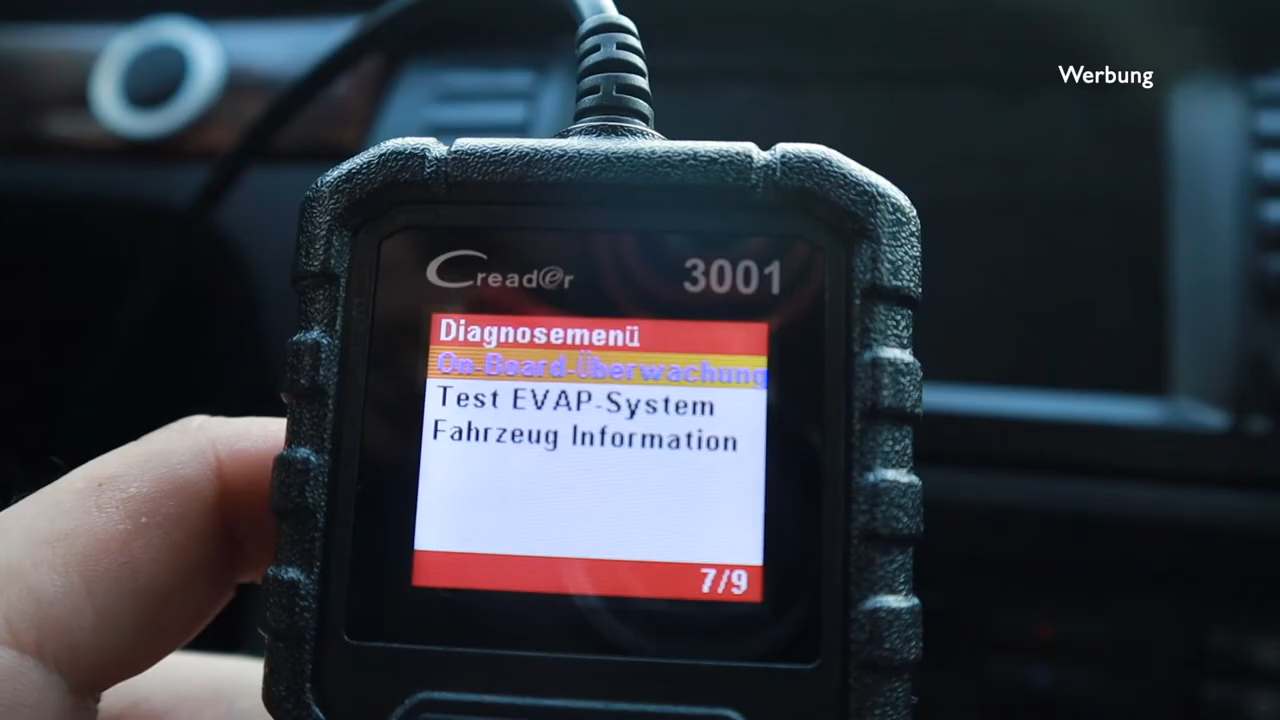 Werbung
Creader 3001
Diagnosemenü
On-Board-Überwachung
Test EVAP-System
Fahrzeug Information
7/9